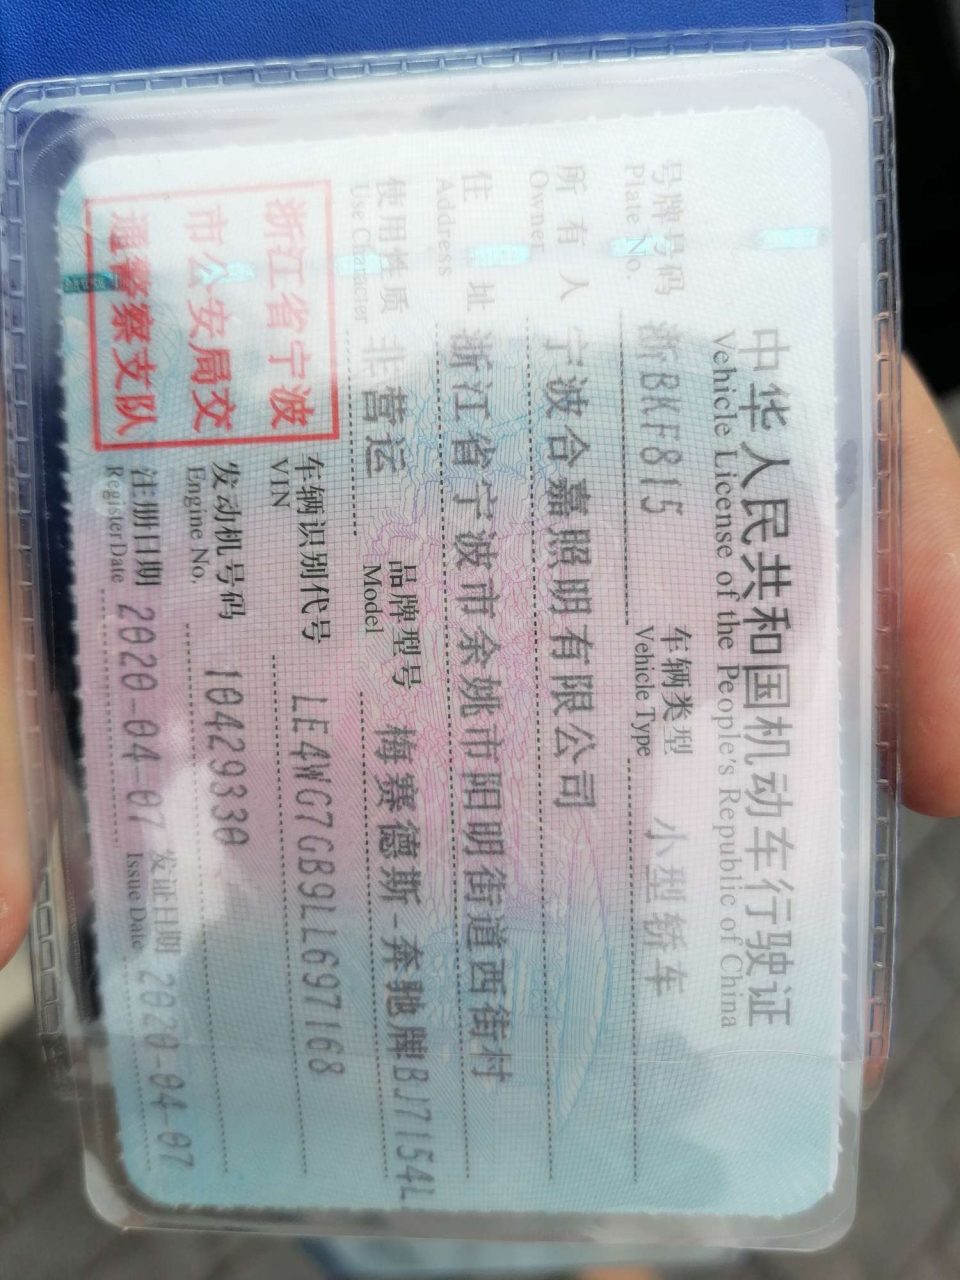 中华人民共和国机动车行驶证
Vehicle License of the People's Republic of China
号牌号码 浙BKF815 车辆类型 小型轿车
Plate No. Vehicle Type
所有人 宁波合嘉照明有限公司
Owner
住址 浙江省宁波市余姚市阳明街道西街村
Address
使用性质 非营运 品牌型号 梅赛德斯-奔驰牌BJ7154L
Use Character Model
浙江省宁波
市公安局交
通警察支队
车辆识别代号 LE4WG7GB9LL697168
VIN
发动机号码 10429330
Engine No.
注册日期 2020-04-07 发证日期 2020-04-07
Register Date Issue Date